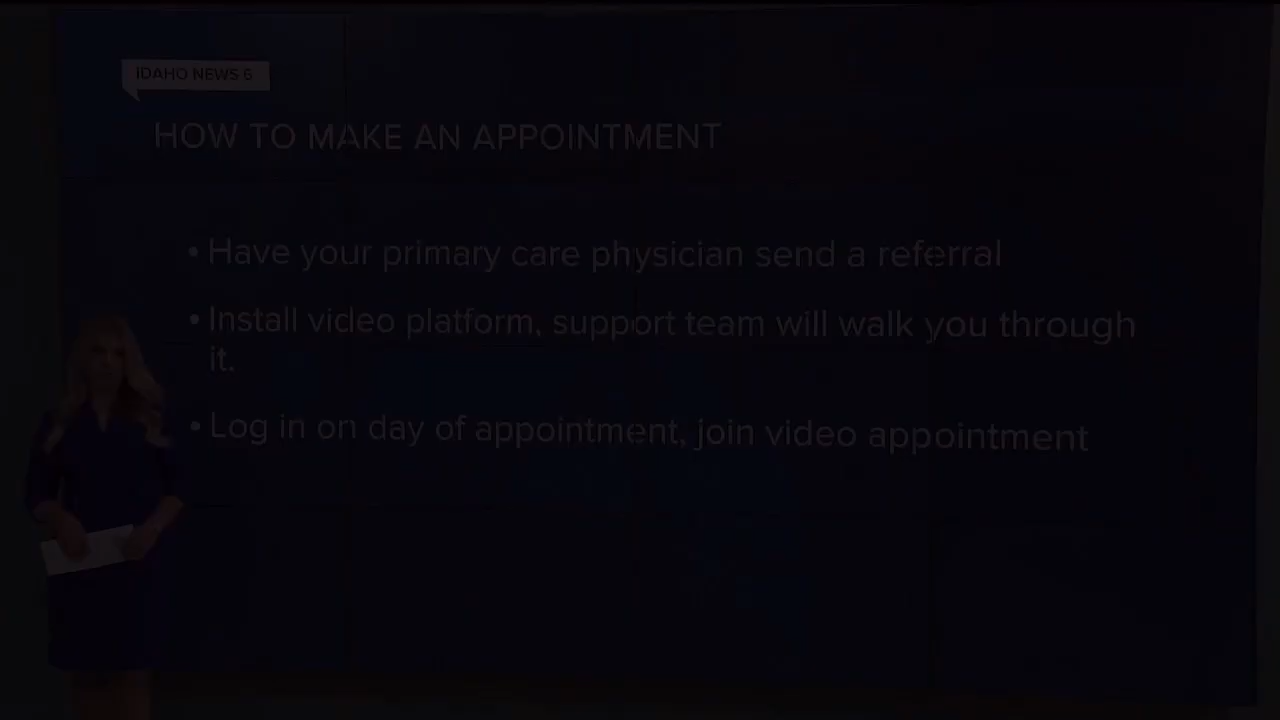 IDAHO NEWS 6
HOW TO MAKE AN APPOINTMENT
• Have your primary care physician send a referral
• Install video platform, support team will walk you through
it.
• Log in on day of appointment, join video appointment